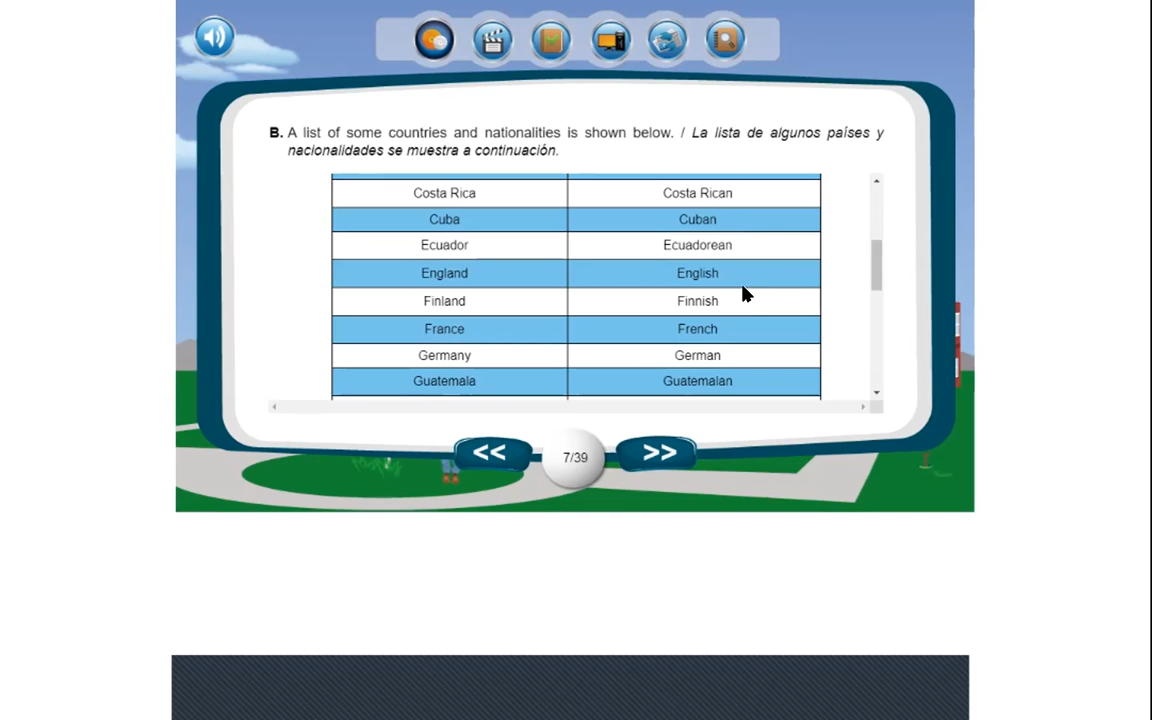 B. A list of some countries and nationalities is shown below. / La lista de algunos países y
nacionalidades se muestra a continuación.
Costa Rica Costa Rican
Cuba Cuban
Ecuador Ecuadorean
England English
Finland Finnish
France French
Germany German
Guatemala Guatemalan
<< 7/39 >>